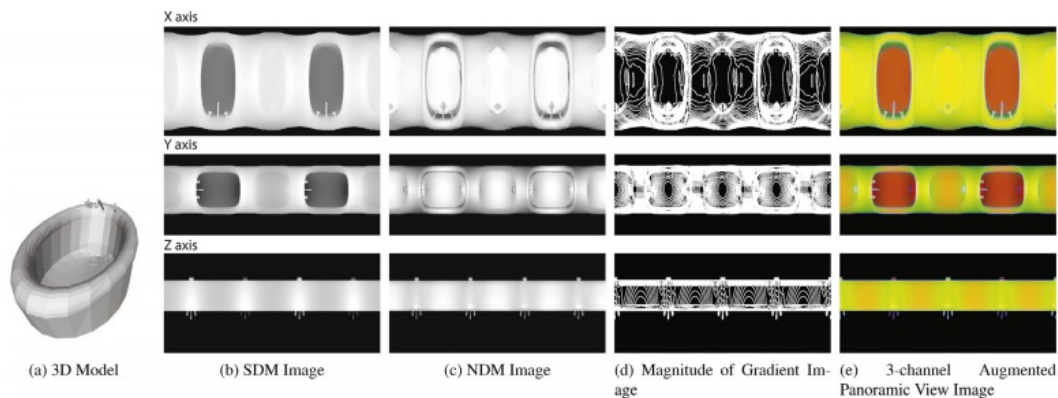 X axis
Y axis
Z axis
(a) 3D Model
(b) SDM Image
(c) NDM Image
(d) Magnitude of Gradient Im-
age
(e) 3-channel Augmented
Panoramic View Image